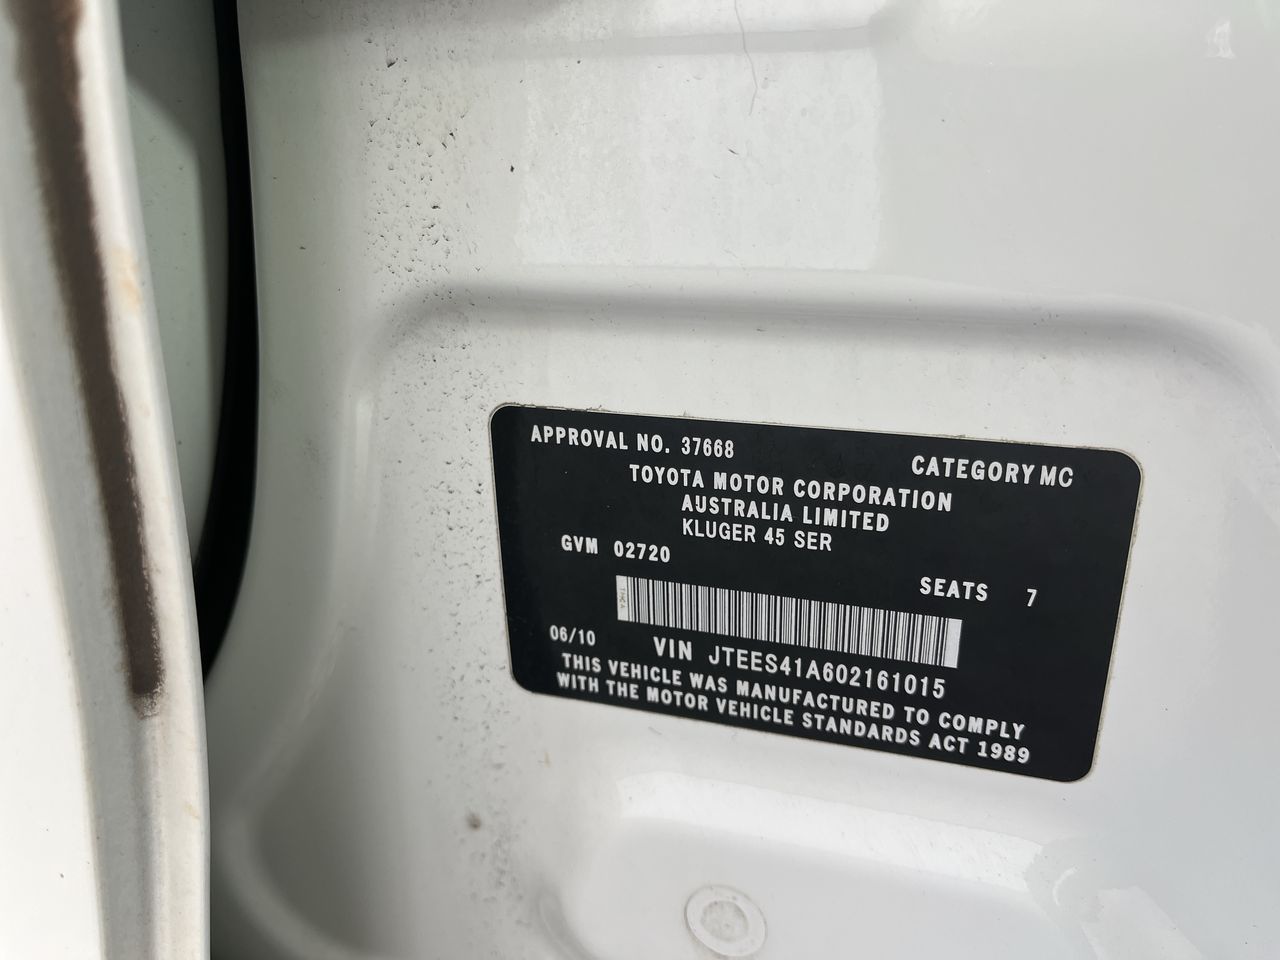 APPROVAL NO. 37668
CATEGORY MC
TOYOTA MOTOR CORPORATION
AUSTRALIA LIMITED
KLUGER 45 SER
GVM 02720
SEATS 7
06/10
VIN JTEES41A602161015
THIS VEHICLE WAS MANUFACTURED TO COMPLY
WITH THE MOTOR VEHICLE STANDARDS ACT 1989